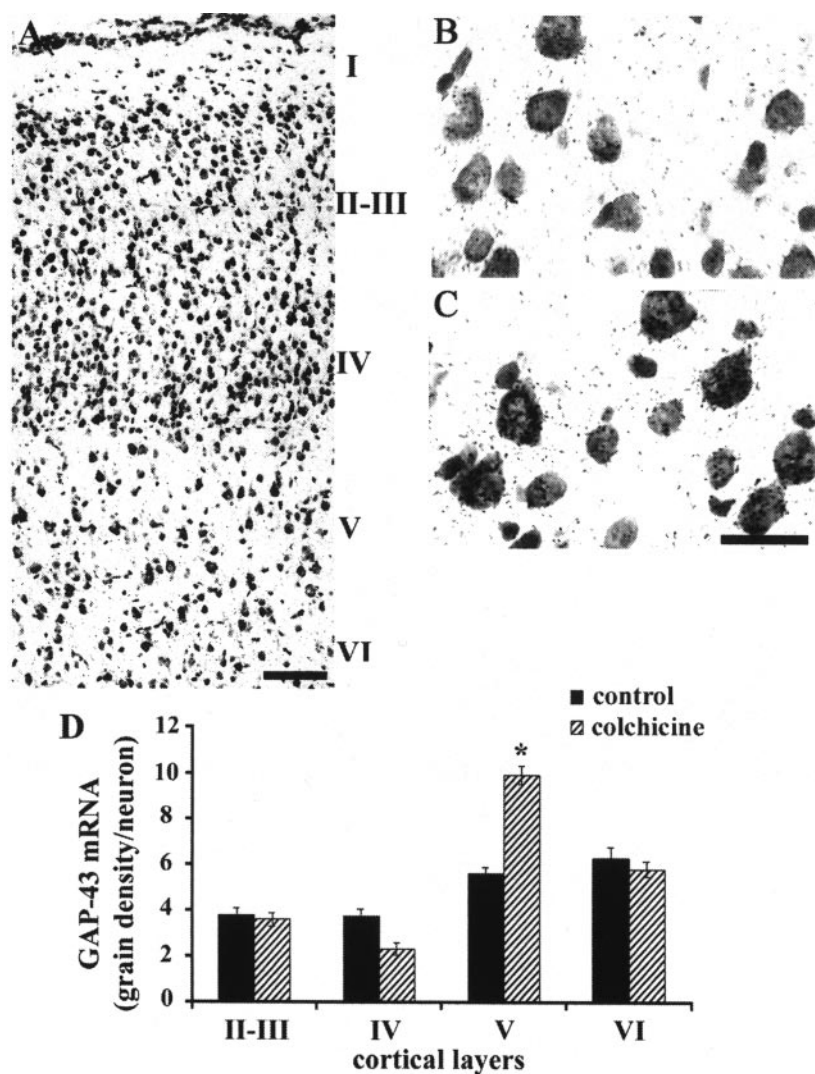 A
I
II-III
IV
V
VI
B
C
D
control
colchicine
GAP-43 mRNA
(grain density/neuron)
12
10
8
6
4
2
0
*
II-III IV V VI
cortical layers